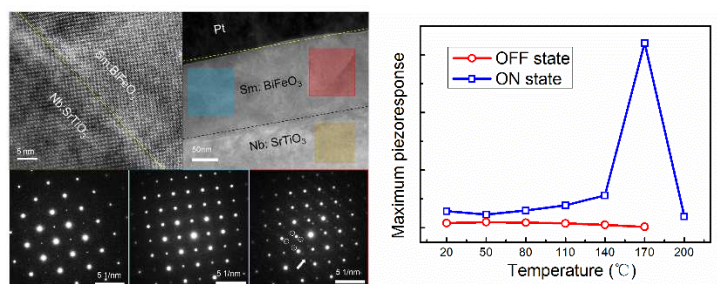 Sm:BiFeO₃
Nb:SrTiO₃
5 nm
Pt
Sm: BiFeO₃
Nb: SrTiO₃
50nm
5 1/nm
5 1/nm
5 1/nm
OFF state
ON state
Maximum piezoresponse
20 50 80 110 140 170 200
Temperature (℃)